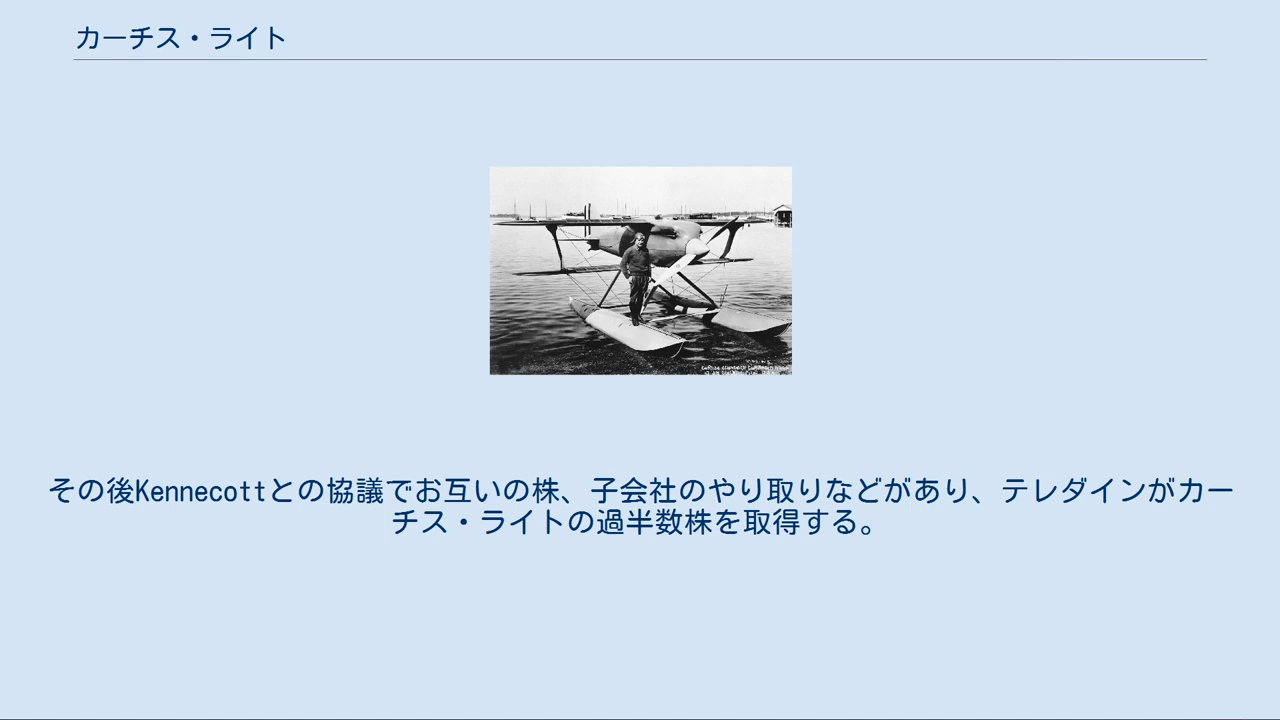 カーチス・ライト
その後Kennecottとの協議でお互いの株、子会社のやり取りなどがあり、テレダインがカー
チス・ライトの過半数株を取得する。